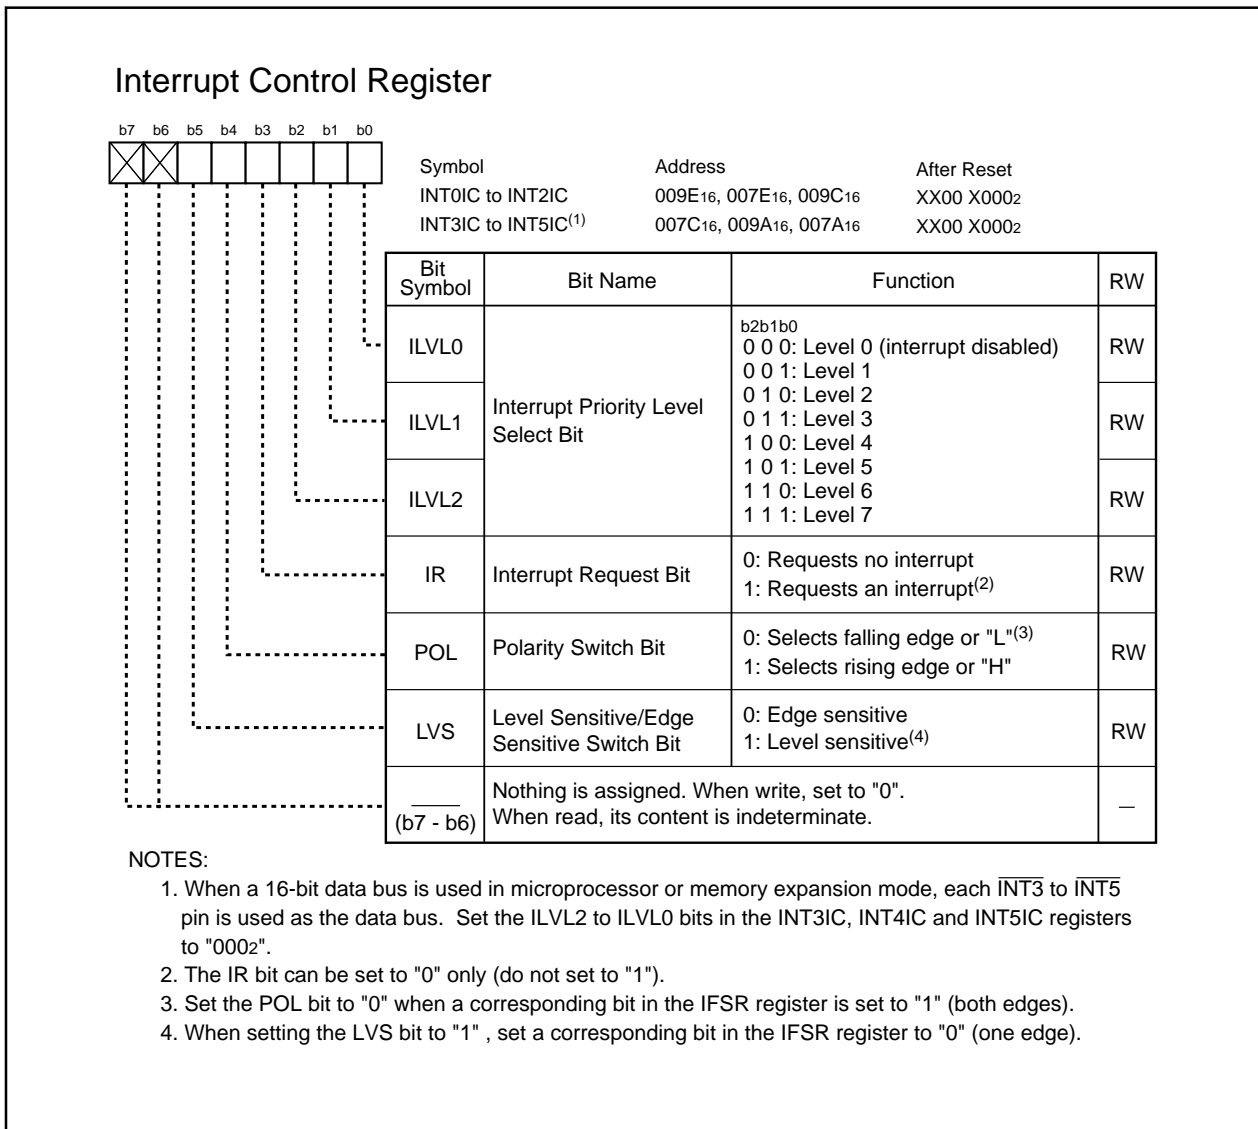 Interrupt Control Register
b7 b6 b5 b4 b3 b2 b1 b0
Symbol Address After Reset
INT0IC to INT2IC 009E16, 007E16, 009C16 XX00 X0002
INT3IC to INT5IC(1) 007C16, 009A16, 007A16 XX00 X0002
Bit Symbol Bit Name Function RW
b2b1b0
ILVL0 0 0 0: Level 0 (interrupt disabled) RW
0 0 1: Level 1
0 1 0: Level 2
ILVL1 Interrupt Priority Level Select Bit 0 1 1: Level 3 RW
1 0 0: Level 4
1 0 1: Level 5
ILVL2 1 1 0: Level 6 RW
1 1 1: Level 7
IR Interrupt Request Bit 0: Requests no interrupt RW
1: Requests an interrupt(2)
POL Polarity Switch Bit 0: Selects falling edge or "L"(3) RW
1: Selects rising edge or "H"
LVS Level Sensitive/Edge Sensitive Switch Bit 0: Edge sensitive RW
1: Level sensitive(4)
(b7 - b6) Nothing is assigned. When write, set to "0". —
When read, its content is indeterminate.
NOTES:
1. When a 16-bit data bus is used in microprocessor or memory expansion mode, each INT3 to INT5
pin is used as the data bus. Set the ILVL2 to ILVL0 bits in the INT3IC, INT4IC and INT5IC registers
to "0002".
2. The IR bit can be set to "0" only (do not set to "1").
3. Set the POL bit to "0" when a corresponding bit in the IFSR register is set to "1" (both edges).
4. When setting the LVS bit to "1" , set a corresponding bit in the IFSR register to "0" (one edge).